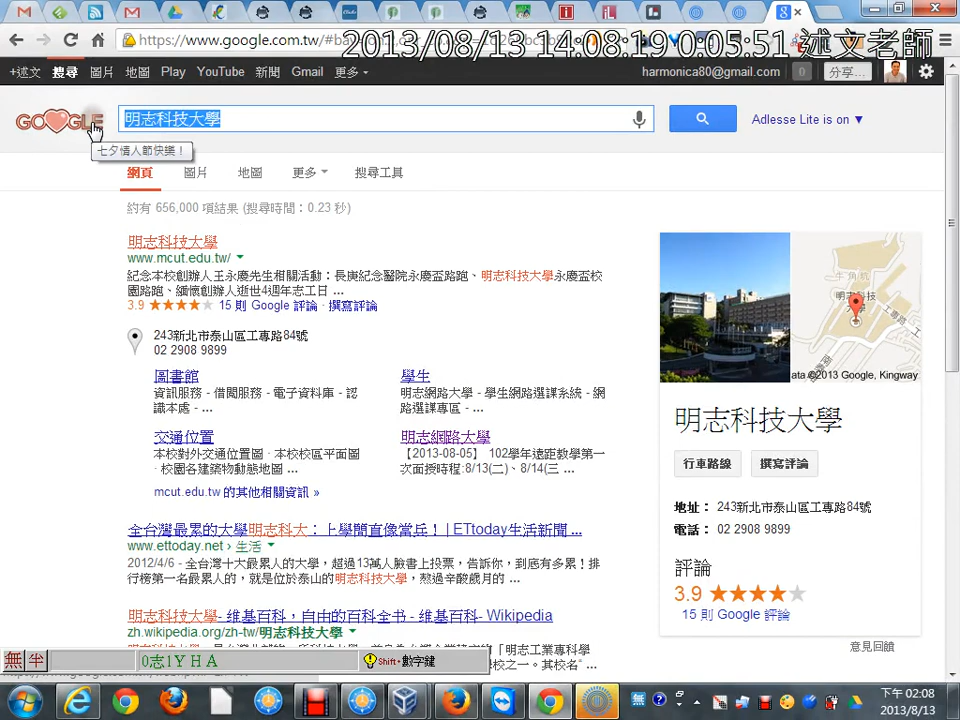 https://www.google.com.tw/#ba
2013/08/13 14:08:19 0:05:51 述文老師
+述文 搜尋 圖片 地圖 Play YouTube 新聞 Gmail 更多
harmonica80@gmail.com 0 分享...
GOOGLE
明志科技大學
Adlesse Lite is on ▼
七夕情人節快樂！
網頁 圖片 地圖 更多 搜尋工具
約有 656,000 項結果 (搜尋時間：0.23 秒)
明志科技大學
www.mcut.edu.tw/
紀念本校創辦人王永慶先生相關活動：長庚紀念醫院永慶盃路跑、明志科技大學永慶盃校
園路跑、緬懷創辦人逝世4週年志工日 ...
3.9 ★★★★ 15 則 Google 評論 · 撰寫評論
243新北市泰山區工專路84號
02 2908 9899
圖書館
資訊服務 - 借閱服務 - 電子資料庫 - 認
識本處 - ...
學生
明志網路大學 - 學生網路選課系統 - 網
路選課專區 - ...
交通位置
本校對外交通位置圖 · 本校校區平面圖
· 校園各建築物動態地圖 ...
明志網路大學
【2013-08-05】 102學年遠距教學第一
次面授時程:8/13(二)、8/14(三 ...
mcut.edu.tw 的其他相關資訊 »
全台灣最累的大學明志科大：上學簡直像當兵！ | ETtoday生活新聞 ...
www.ettoday.net › 生活
2012/4/6 - 全台灣十大最累人的大學，超過13萬人臉書上投票，告訴你，到底有多累！排
行榜第一名最累人的，就是位於泰山的明志科技大學，熬過辛酸歲月的 ...
明志科技大學- 维基百科，自由的百科全书 - 维基百科- Wikipedia
zh.wikipedia.org/zh-tw/明志科技大學
明志科技大學
ata ©2013 Google, Kingway
明志科技大學
行車路線 撰寫評論
地址： 243新北市泰山區工專路84號
電話： 02 2908 9899
評論
3.9
15 則 Google 評論
意見回饋
無 半 0志1Y H A Shift+數字鍵
下午 02:08
2013/8/13